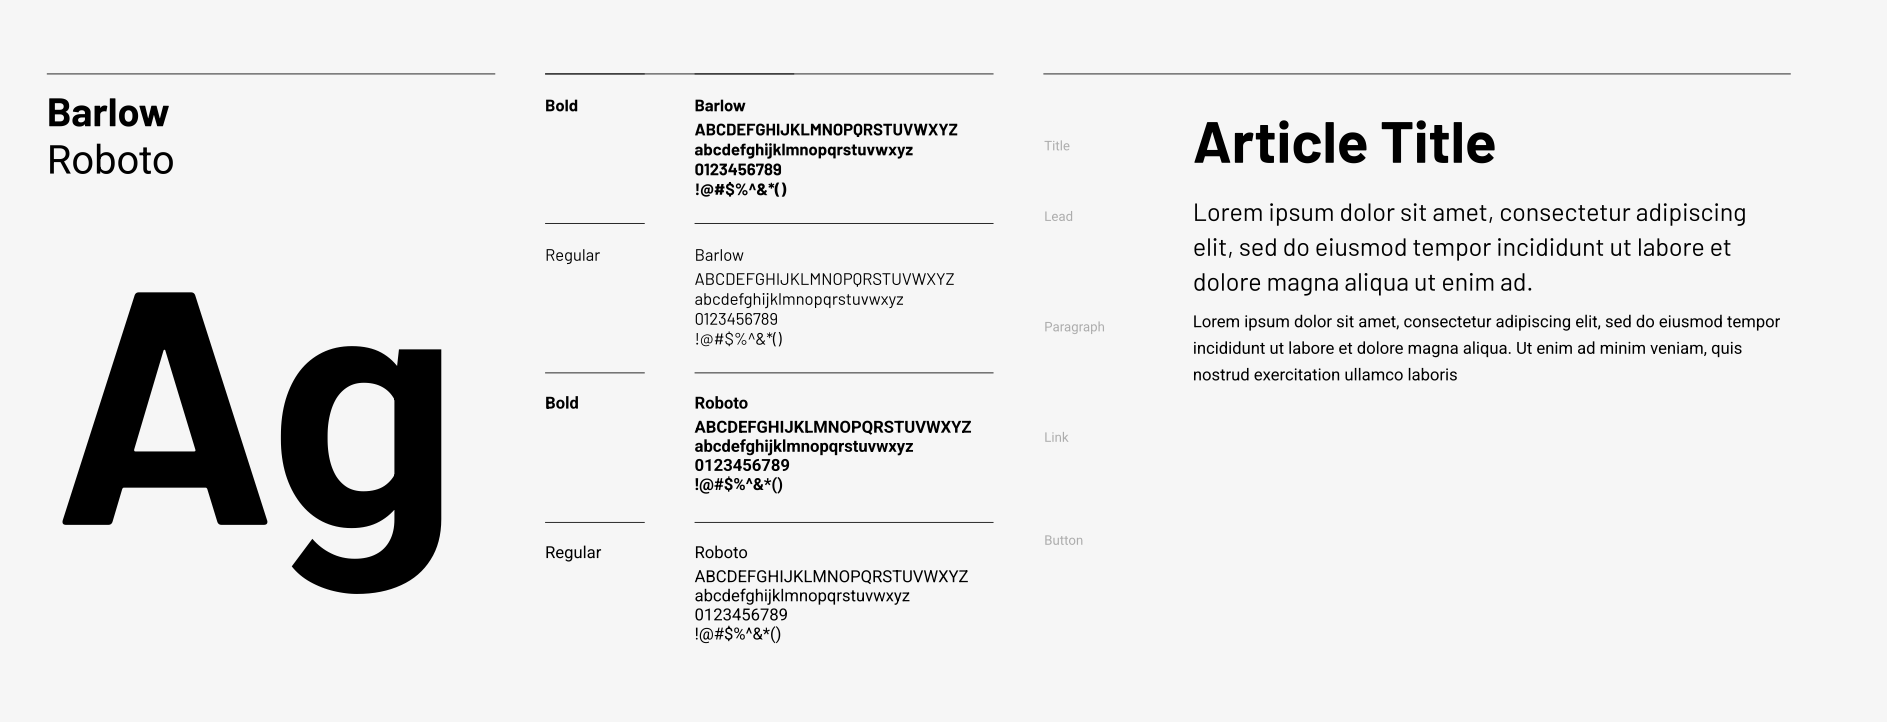 Barlow
Roboto
Ag
Bold
Barlow
ABCDEFGHIJKLMNOPQRSTUVWXYZ
abcdefghijklmnopqrstuvwxyz
0123456789
!@#$%^&*()
Regular
Barlow
ABCDEFGHIJKLMNOPQRSTUVWXYZ
abcdefghijklmnopqrstuvwxyz
0123456789
!@#$%^&*()
Bold
Roboto
ABCDEFGHIJKLMNOPQRSTUVWXYZ
abcdefghijklmnopqrstuvwxyz
0123456789
!@#$%^&*()
Regular
Roboto
ABCDEFGHIJKLMNOPQRSTUVWXYZ
abcdefghijklmnopqrstuvwxyz
0123456789
!@#$%^&*()
Title
Article Title
Lead
Lorem ipsum dolor sit amet, consectetur adipiscing
elit, sed do eiusmod tempor incididunt ut labore et
dolore magna aliqua ut enim ad.
Paragraph
Lorem ipsum dolor sit amet, consectetur adipiscing elit, sed do eiusmod tempor
incididunt ut labore et dolore magna aliqua. Ut enim ad minim veniam, quis
nostrud exercitation ullamco laboris
Link
Button